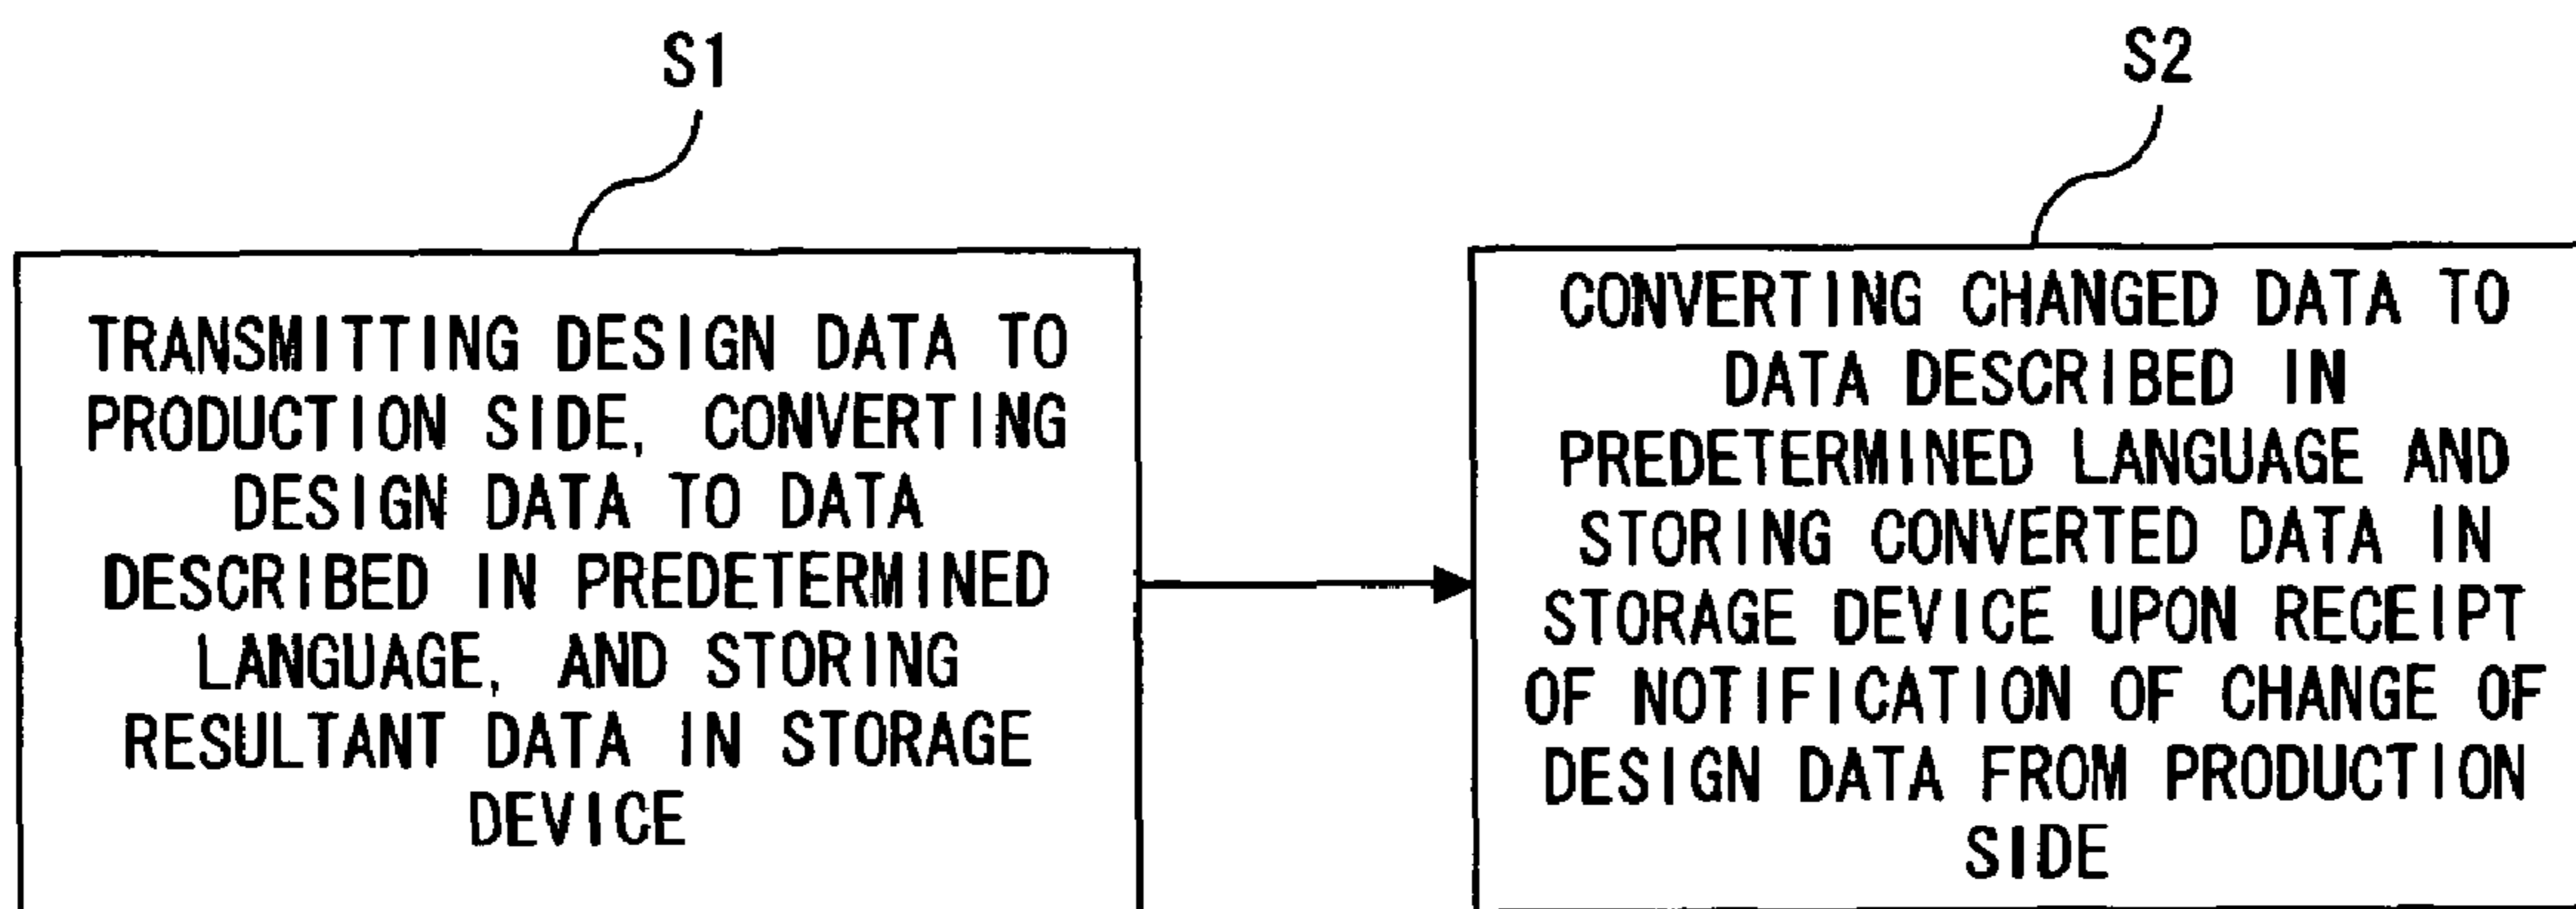 S1
TRANSMITTING DESIGN DATA TO
PRODUCTION SIDE, CONVERTING
DESIGN DATA TO DATA
DESCRIBED IN PREDETERMINED
LANGUAGE, AND STORING
RESULTANT DATA IN STORAGE
DEVICE
S2
CONVERTING CHANGED DATA TO
DATA DESCRIBED IN
PREDETERMINED LANGUAGE AND
STORING CONVERTED DATA IN
STORAGE DEVICE UPON RECEIPT
OF NOTIFICATION OF CHANGE OF
DESIGN DATA FROM PRODUCTION
SIDE